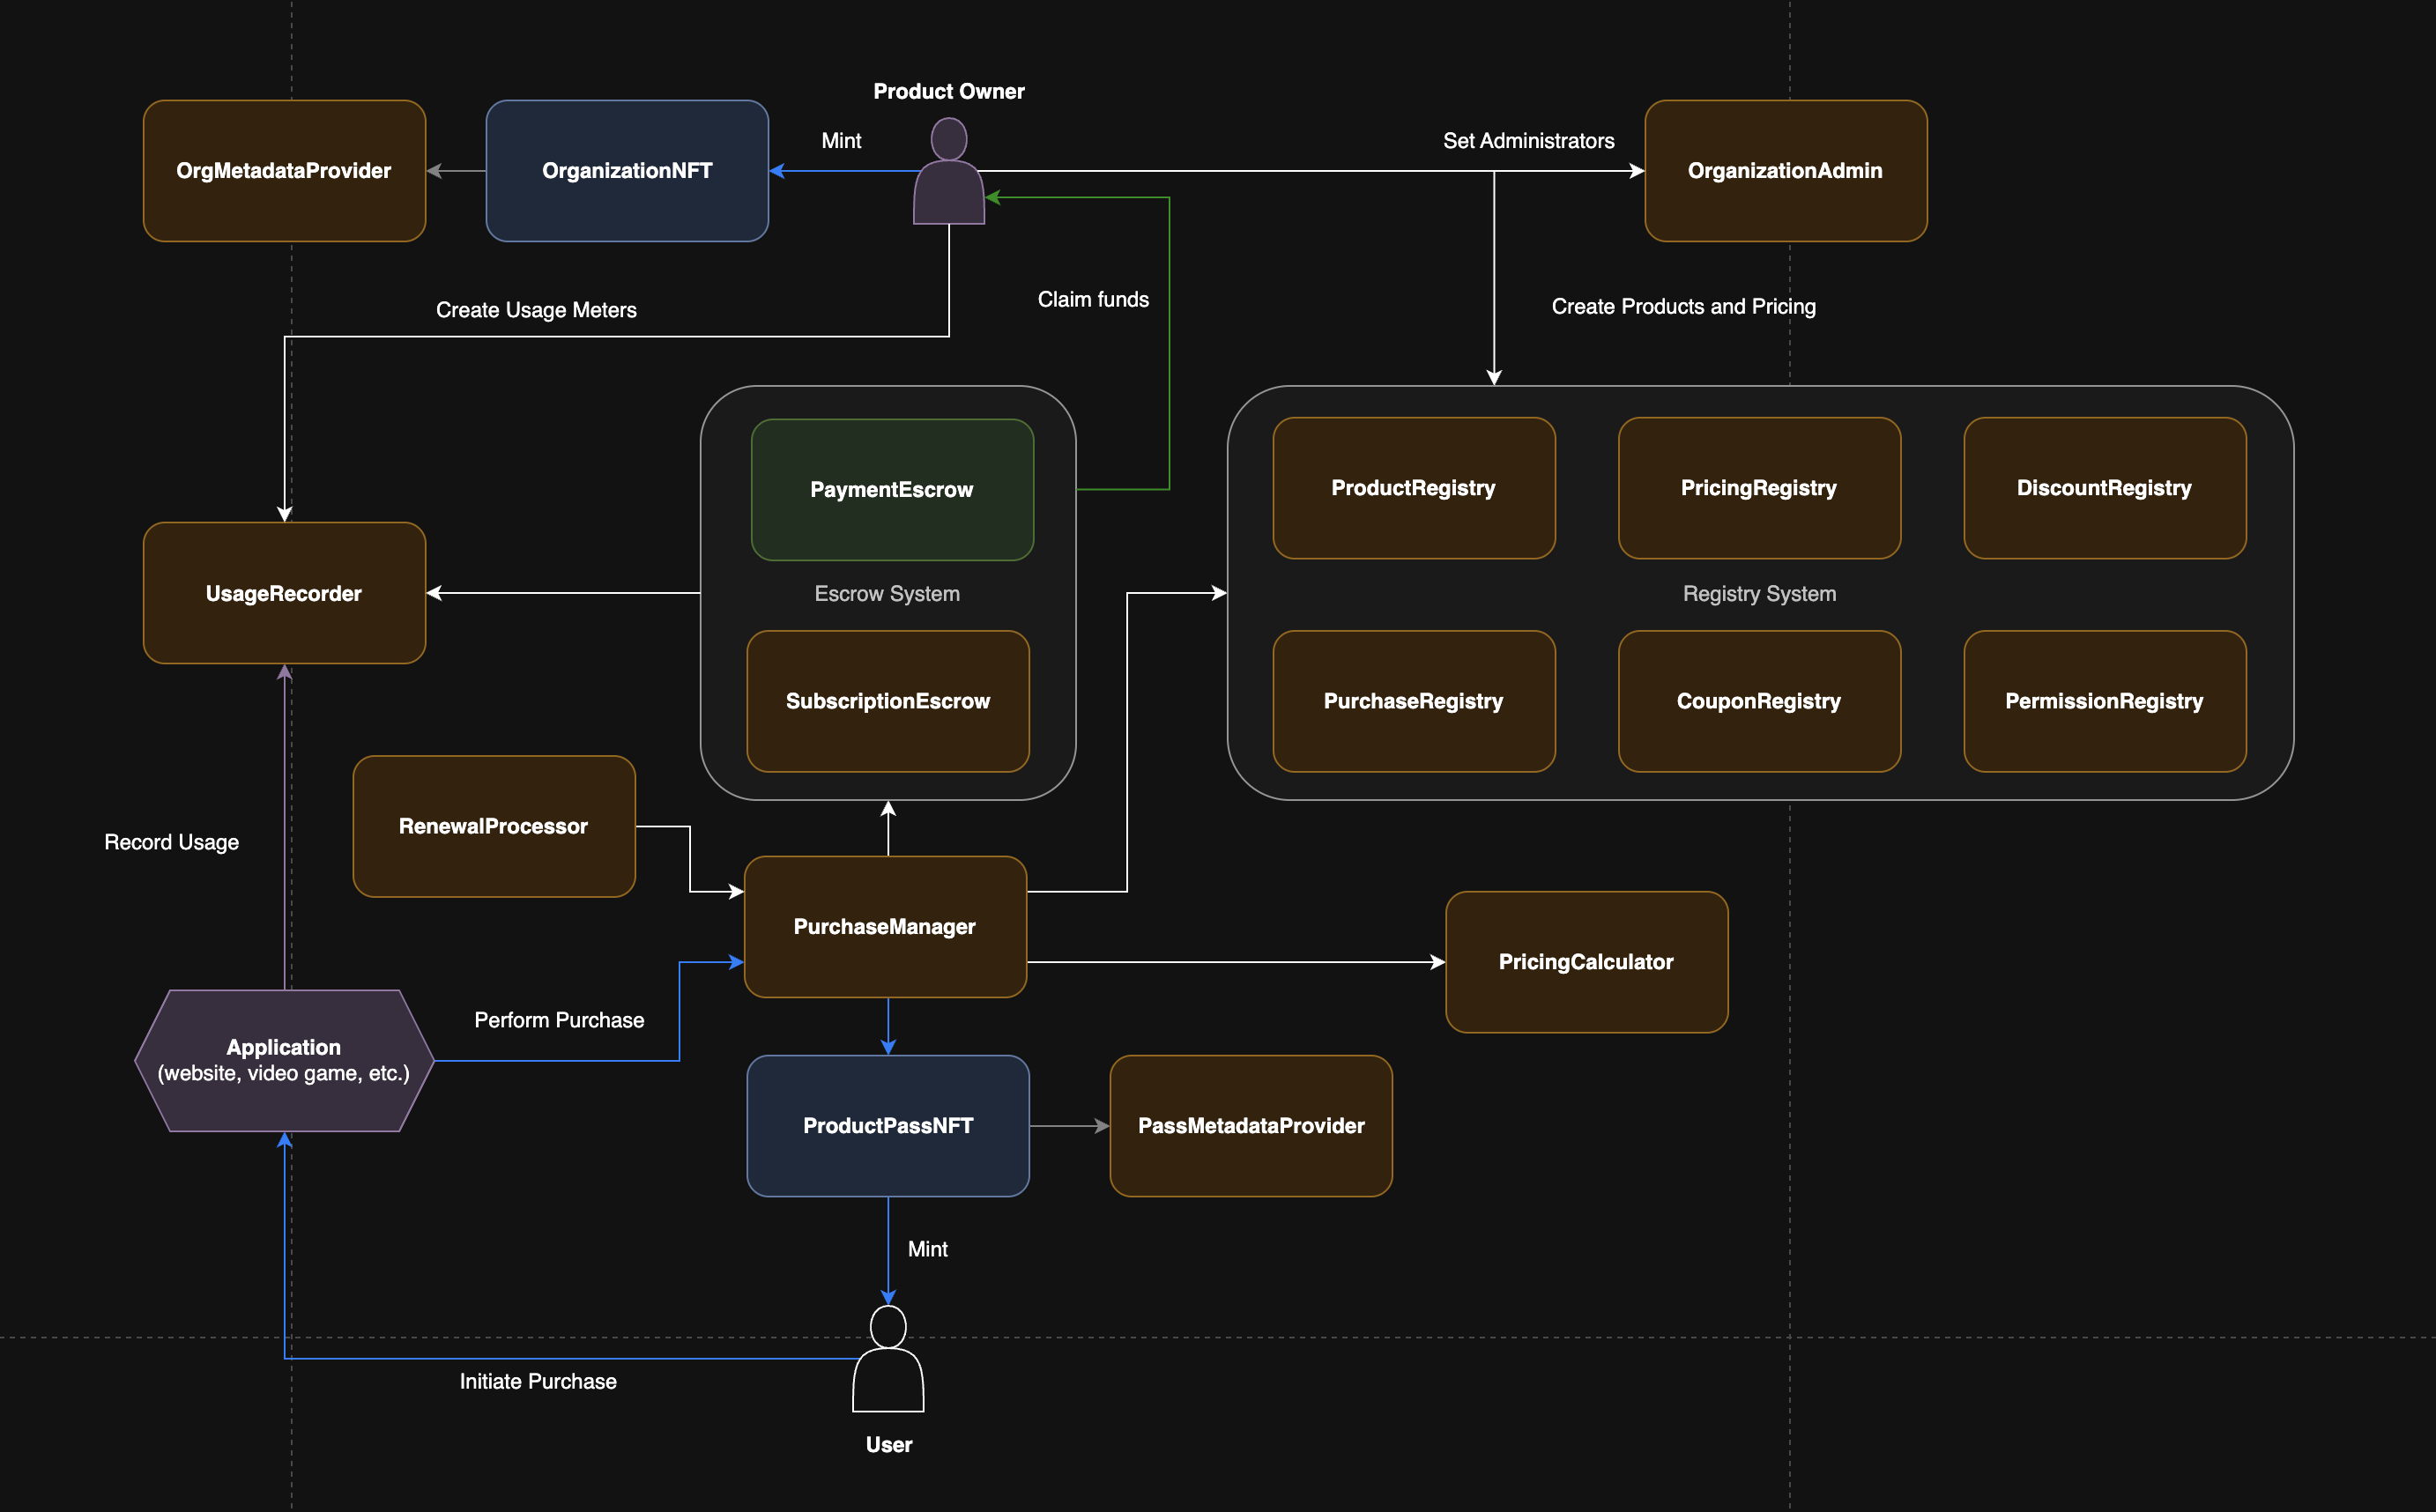 Product Owner
Mint
Set Administrators
OrgMetadataProvider
OrganizationNFT
OrganizationAdmin
Create Usage Meters
Claim funds
Create Products and Pricing
PaymentEscrow
ProductRegistry
PricingRegistry
DiscountRegistry
UsageRecorder
Escrow System
Registry System
SubscriptionEscrow
PurchaseRegistry
CouponRegistry
PermissionRegistry
RenewalProcessor
Record Usage
PurchaseManager
PricingCalculator
Perform Purchase
Application
(website, video game, etc.)
ProductPassNFT
PassMetadataProvider
Mint
Initiate Purchase
User